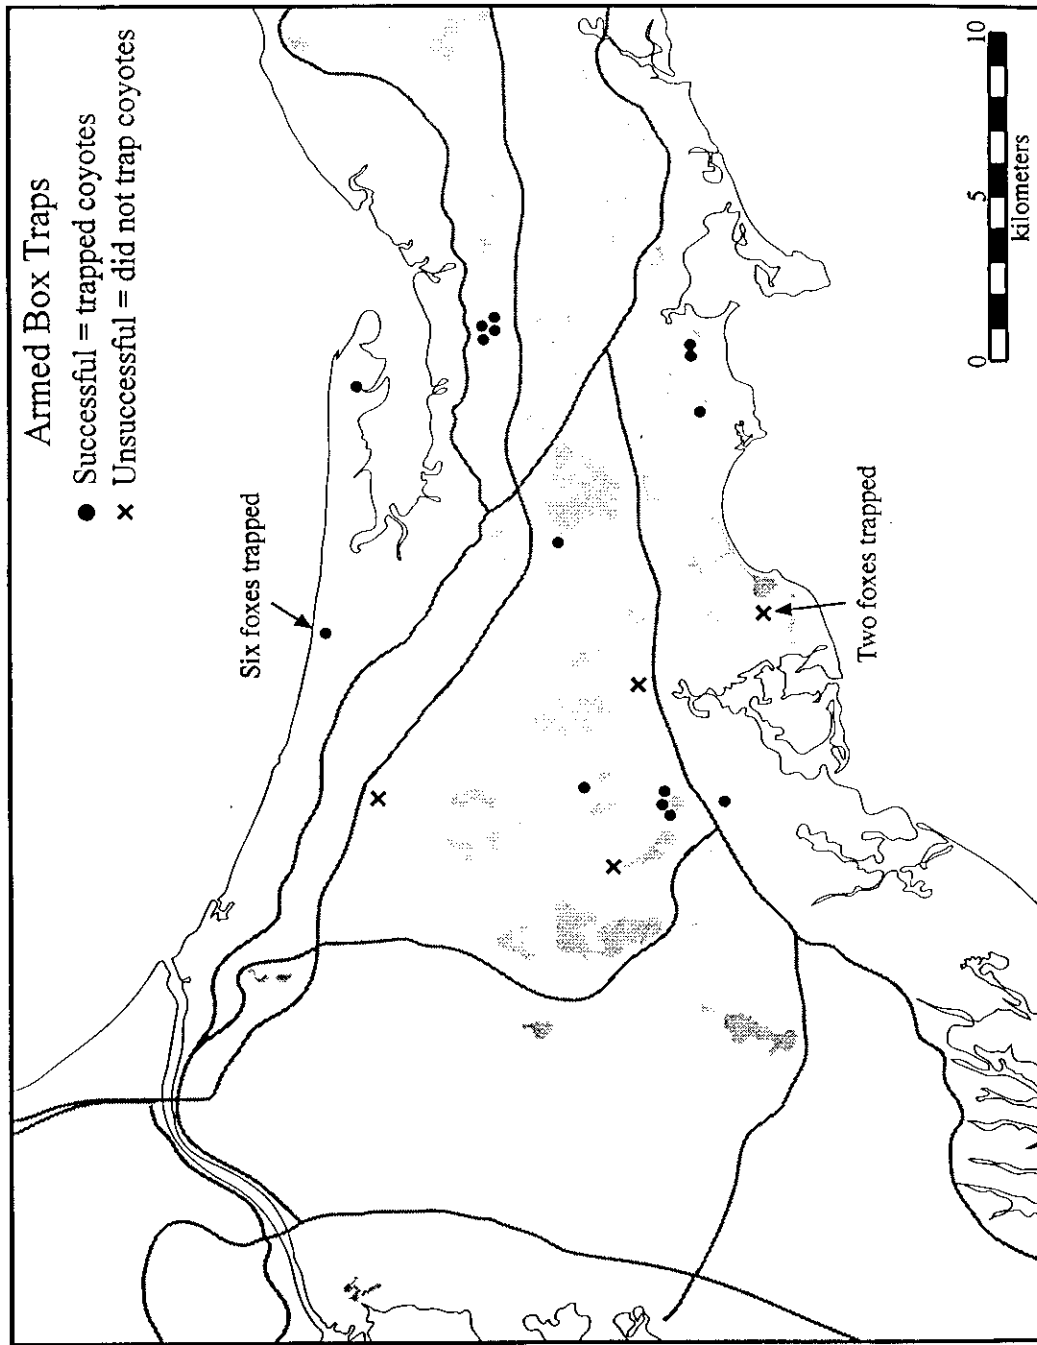 Armed Box Traps
● Successful = trapped coyotes
× Unsuccessful = did not trap coyotes
Six foxes trapped
Two foxes trapped
0 5 10
kilometers